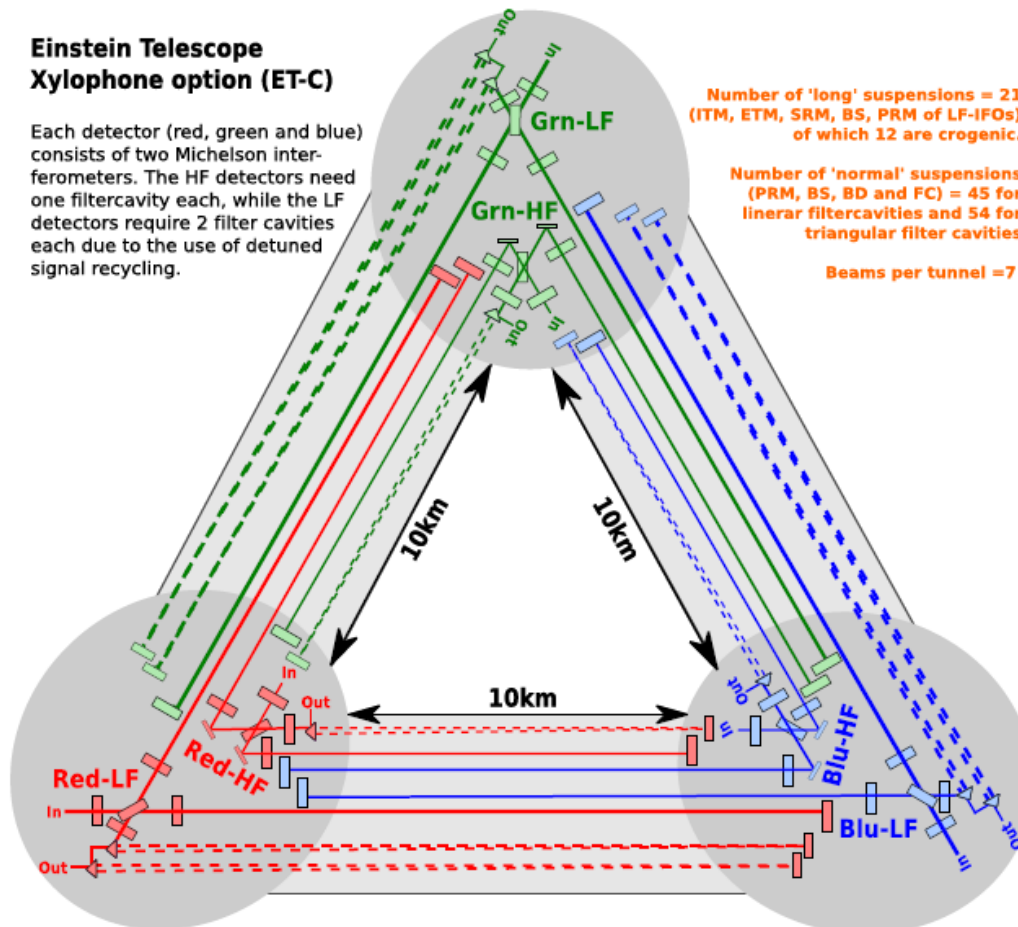 Einstein Telescope
Xylophone option (ET-C)
Each detector (red, green and blue)
consists of two Michelson inter-
ferometers. The HF detectors need
one filtercavity each, while the LF
detectors require 2 filter cavities
each due to the use of detuned
signal recycling.
Number of 'long' suspensions = 21
(ITM, ETM, SRM, BS, PRM of LF-IFOs)
of which 12 are crogenic.
Number of 'normal' suspensions
(PRM, BS, BD and FC) = 45 for
linerar filtercavities and 54 for
triangular filter cavities
Beams per tunnel =7
Out
In
Grn-LF
Grn-HF
Out
In
10km
10km
10km
In
Out
Red-HF
Red-LF
In
Out
Out
In
Blu-HF
Blu-LF
Out
In